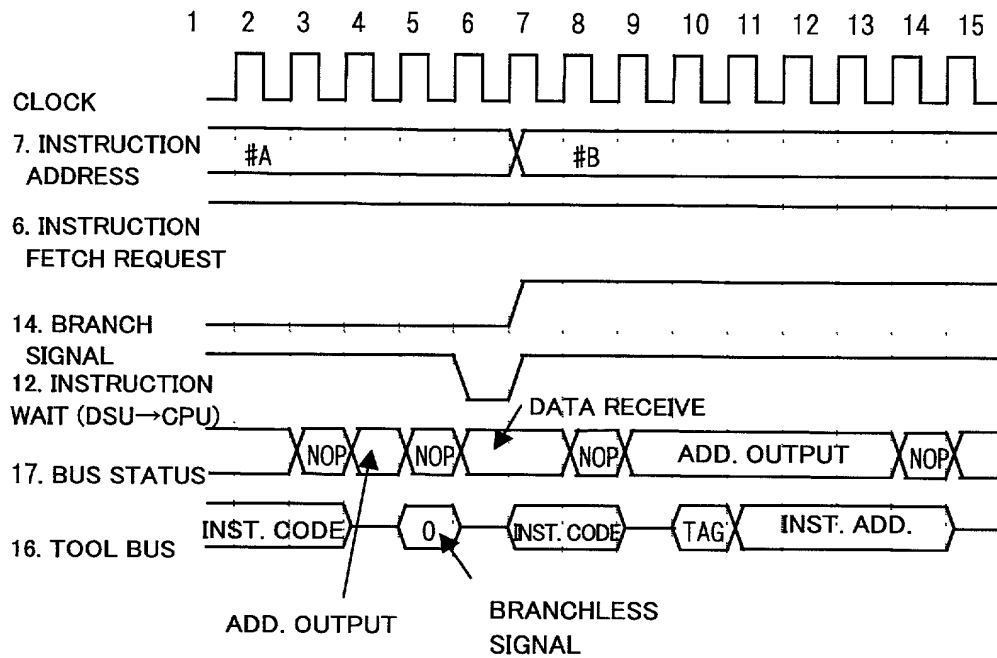 1 2 3 4 5 6 7 8 9 10 11 12 13 14 15
CLOCK
7. INSTRUCTION
ADDRESS
#A
#B
6. INSTRUCTION
FETCH REQUEST
14. BRANCH
SIGNAL
12. INSTRUCTION
WAIT (DSU→CPU)
DATA RECEIVE
17. BUS STATUS
NOP
NOP
NOP
ADD. OUTPUT
NOP
16. TOOL BUS
INST. CODE
0
INST. CODE
TAG
INST. ADD.
ADD. OUTPUT
BRANCHLESS
SIGNAL